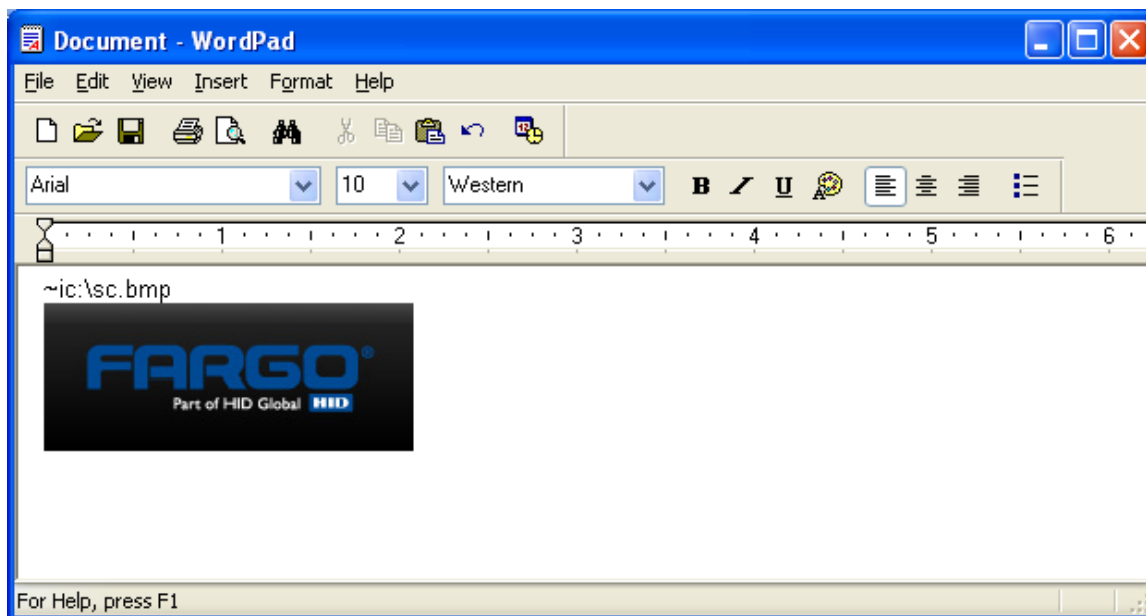 Document - WordPad
File Edit View Insert Format Help
12
Arial 10 Western B / U A
1 2 3 4 5 6
~ic:\sc.bmp
FARGO®
Part of HID Global HID
For Help, press F1